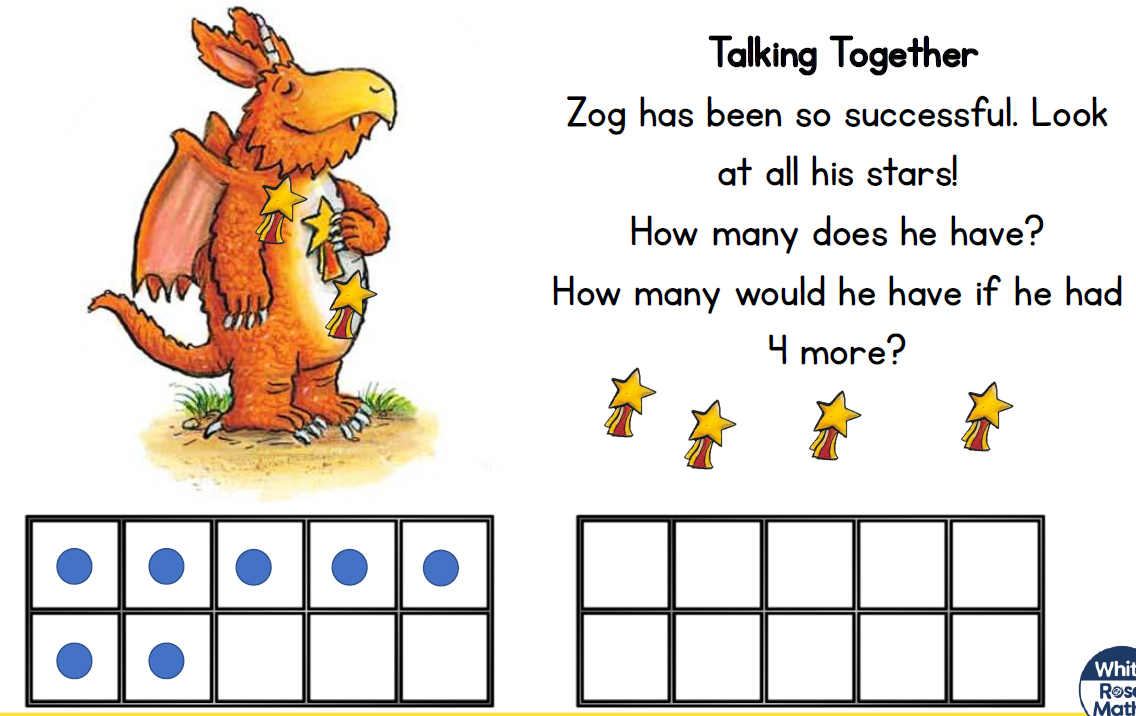 Talking Together
Zog has been so successful. Look
at all his stars!
How many does he have?
How many would he have if he had
4 more?
Rose